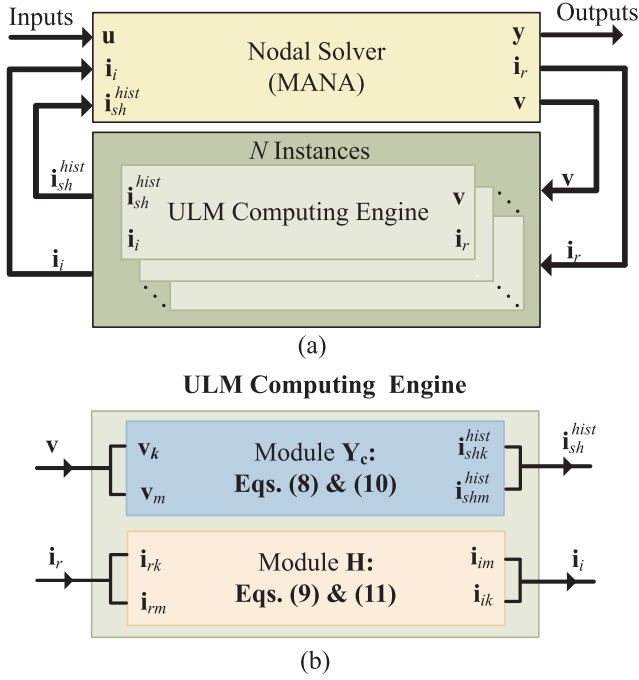 Inputs
Outputs
u
Nodal Solver
(MANA)
y
i_i
i_r
i_sh^hist
v
N Instances
i_sh^hist
i_sh^hist
ULM Computing Engine
v
v
i_i
i_i
i_r
i_r
(a)
ULM Computing Engine
v
v_k
Module Y_c:
i_shk^hist
i_sh^hist
v_m
Eqs. (8) & (10)
i_shm^hist
i_r
i_rk
Module H:
i_im
i_i
i_rm
Eqs. (9) & (11)
i_ik
(b)